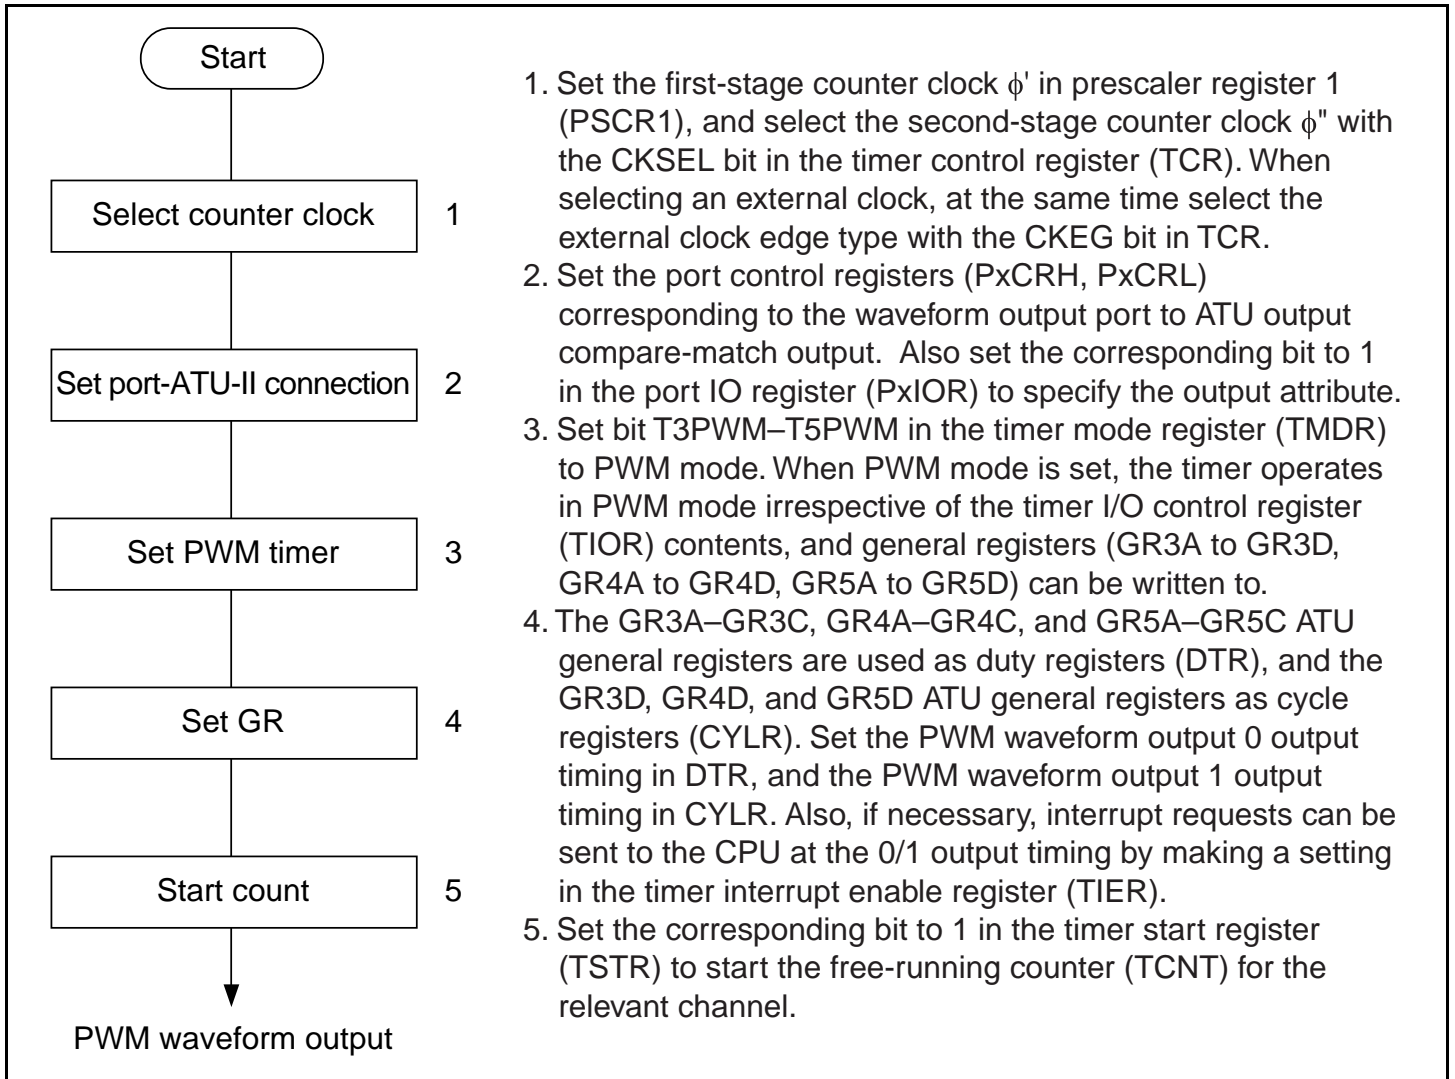 Start
Select counter clock 1
Set port-ATU-II connection 2
Set PWM timer 3
Set GR 4
Start count 5
PWM waveform output
1. Set the first-stage counter clock ϕ' in prescaler register 1
(PSCR1), and select the second-stage counter clock ϕ" with
the CKSEL bit in the timer control register (TCR). When
selecting an external clock, at the same time select the
external clock edge type with the CKEG bit in TCR.
2. Set the port control registers (PxCRH, PxCRL)
corresponding to the waveform output port to ATU output
compare-match output. Also set the corresponding bit to 1
in the port IO register (PxIOR) to specify the output attribute.
3. Set bit T3PWM–T5PWM in the timer mode register (TMDR)
to PWM mode. When PWM mode is set, the timer operates
in PWM mode irrespective of the timer I/O control register
(TIOR) contents, and general registers (GR3A to GR3D,
GR4A to GR4D, GR5A to GR5D) can be written to.
4. The GR3A–GR3C, GR4A–GR4C, and GR5A–GR5C ATU
general registers are used as duty registers (DTR), and the
GR3D, GR4D, and GR5D ATU general registers as cycle
registers (CYLR). Set the PWM waveform output 0 output
timing in DTR, and the PWM waveform output 1 output
timing in CYLR. Also, if necessary, interrupt requests can be
sent to the CPU at the 0/1 output timing by making a setting
in the timer interrupt enable register (TIER).
5. Set the corresponding bit to 1 in the timer start register
(TSTR) to start the free-running counter (TCNT) for the
relevant channel.